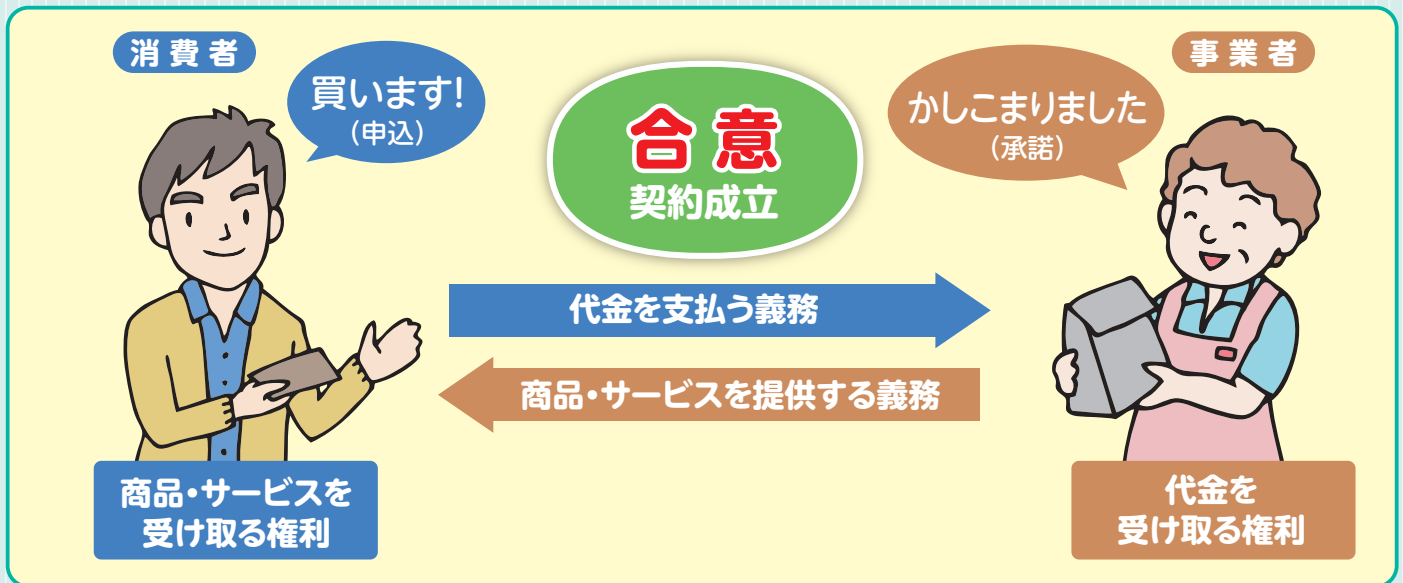 消費者
買います!
(申込)
合意
契約成立
事業者
かしこまりました
(承諾)
代金を支払う義務
商品・サービスを提供する義務
商品・サービスを
受け取る権利
代金を
受け取る権利